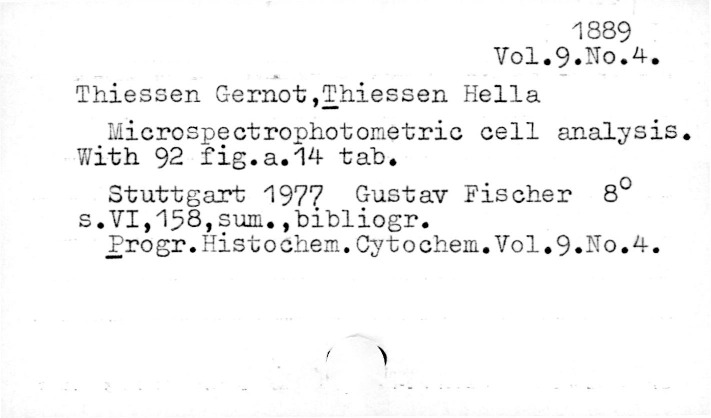 1889
Vol.9.No.4.
Thiessen Gernot,Thiessen Hella
Microspectrophotometric cell analysis.
With 92 fig.a.14 tab.
Stuttgart 1977 Gustav Fischer 8°
s.VI,158,sum.,bibliogr.
Progr.Histochem.Cytochem.Vol.9.No.4.